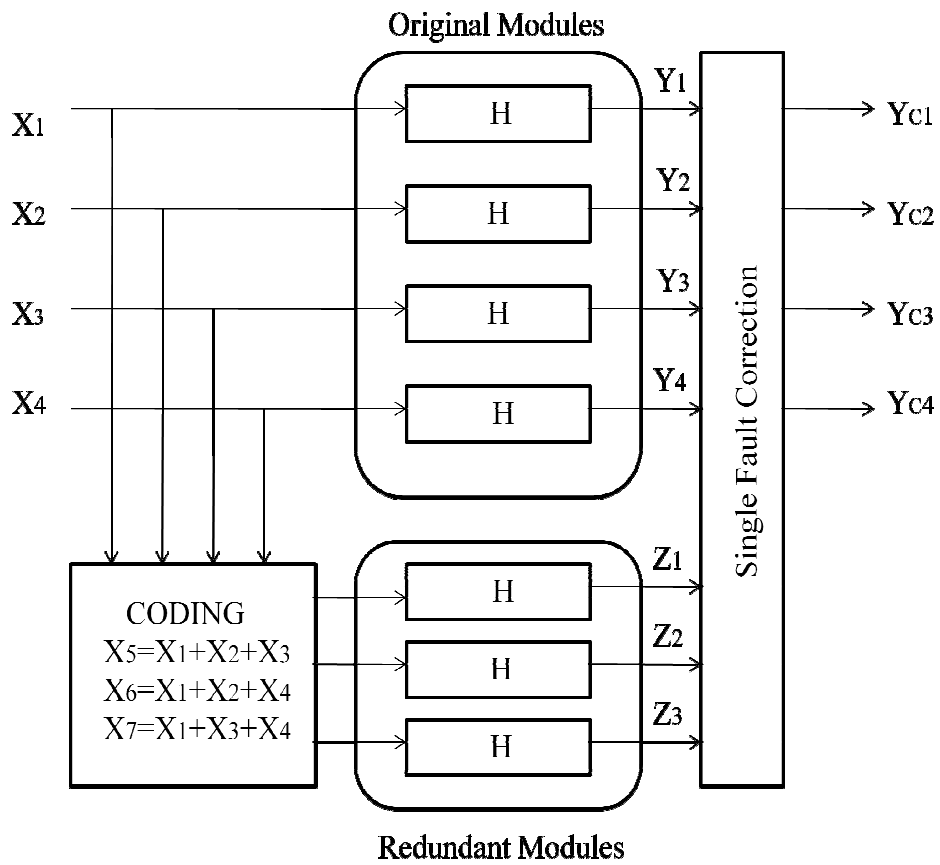 Original Modules
X1
H
Y1
YC1
X2
H
Y2
YC2
X3
H
Y3
YC3
X4
H
Y4
YC4
Single Fault Correction
CODING
X5=X1+X2+X3
X6=X1+X2+X4
X7=X1+X3+X4
H
Z1
H
Z2
H
Z3
Redundant Modules